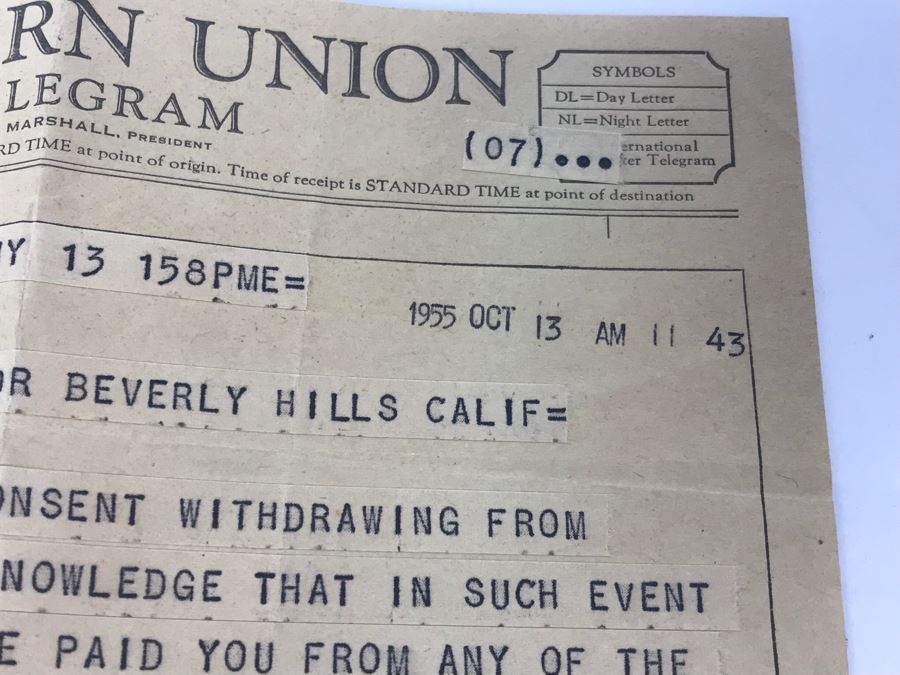 RN UNION
LEGRAM
MARSHALL, PRESIDENT
SYMBOLS
DL=Day Letter
NL=Night Letter
ernational
ter Telegram
(07)...
RD TIME at point of origin. Time of receipt is STANDARD TIME at point of destination
Y 13 158PME=
1955 OCT 13 AM 11 43
OR BEVERLY HILLS CALIF=
ONSENT WITHDRAWING FROM
NOWLEDGE THAT IN SUCH EVENT
E PAID YOU FROM ANY OF THE